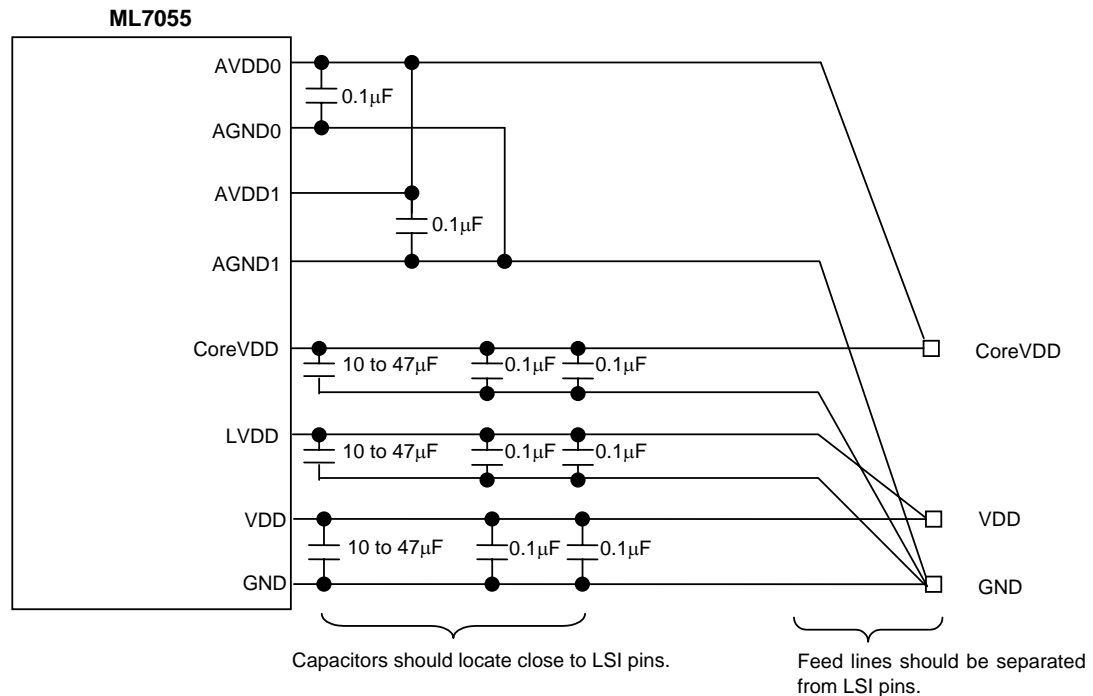 ML7055
AVDD0
0.1µF
AGND0
AVDD1
0.1µF
AGND1
CoreVDD
10 to 47µF
0.1µF
0.1µF
CoreVDD
LVDD
10 to 47µF
0.1µF
0.1µF
VDD
VDD
10 to 47µF
0.1µF
0.1µF
GND
GND
Capacitors should locate close to LSI pins.
Feed lines should be separated
from LSI pins.